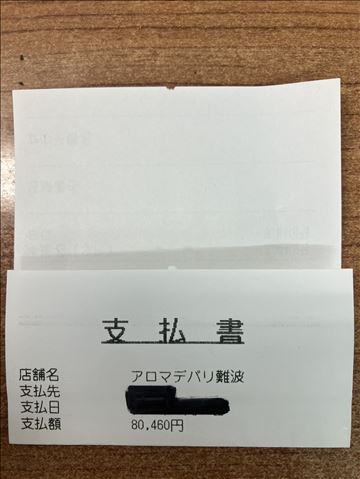 支払書
店舗名 アロマデバリ難波
支払先
支払日
支払額 80,460円